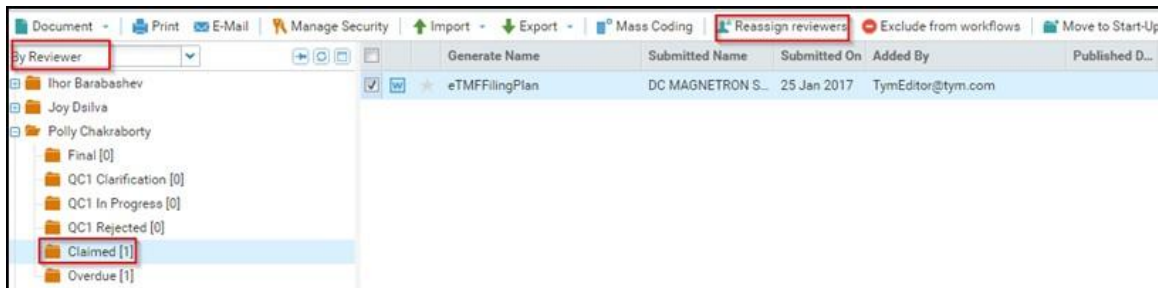 Document Print E-Mail Manage Security Import Export Mass Coding Reassign reviewers Exclude from workflows Move to Start-Up
By Reviewer
Generate Name Submitted Name Submitted On Added By Published D...
Ihor Barabashev
eTMFFilingPlan DC MAGNETRON S... 25 Jan 2017 TymEditor@tym.com
Joy Dsilva
Polly Chakraborty
Final [0]
QC1 Clarification [0]
QC1 In Progress [0]
QC1 Rejected [0]
Claimed [1]
Overdue [1]